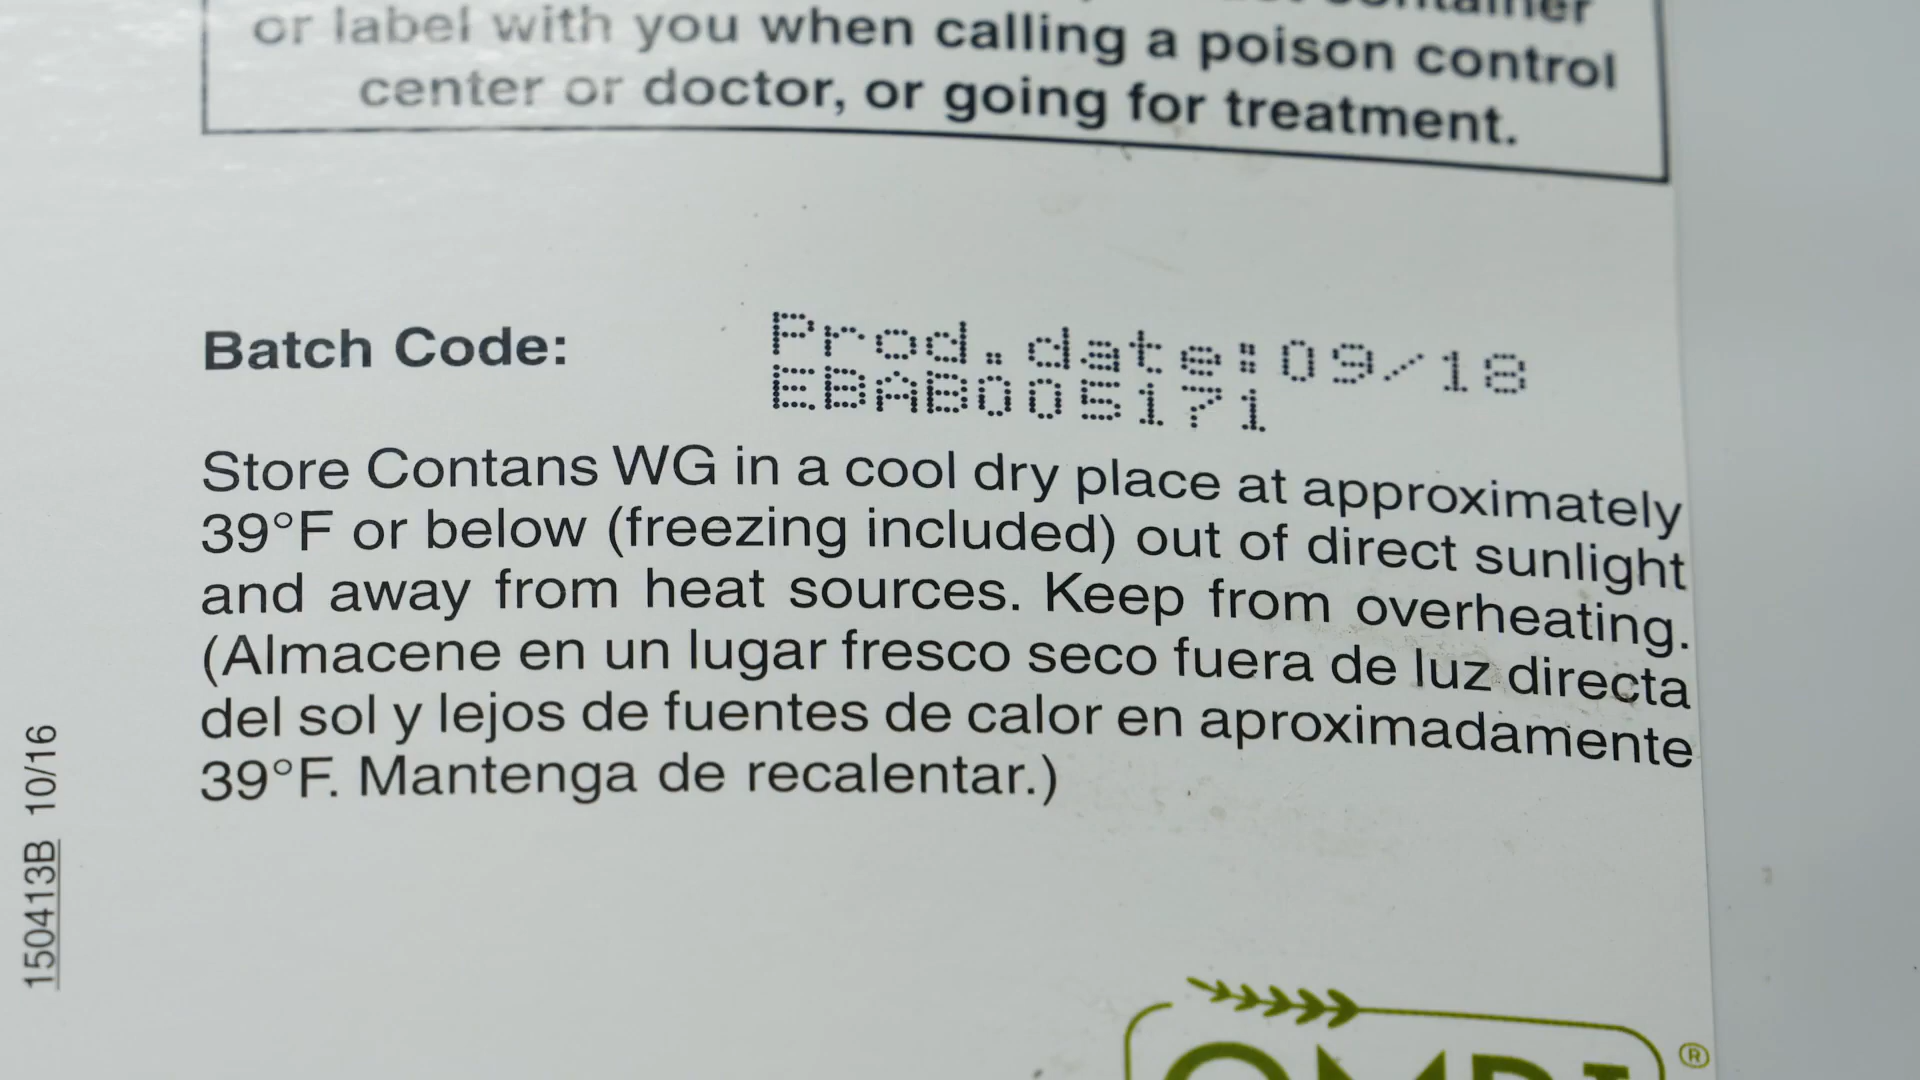 container
or label with you when calling a poison control
center or doctor, or going for treatment.
Batch Code:
Prod.date:09/18
EBAB005171
Store Contans WG in a cool dry place at approximately
39°F or below (freezing included) out of direct sunlight
and away from heat sources. Keep from overheating.
(Almacene en un lugar fresco seco fuera de luz directa
del sol y lejos de fuentes de calor en aproximadamente
39°F. Mantenga de recalentar.)
150413B 10/16
OMRI
®